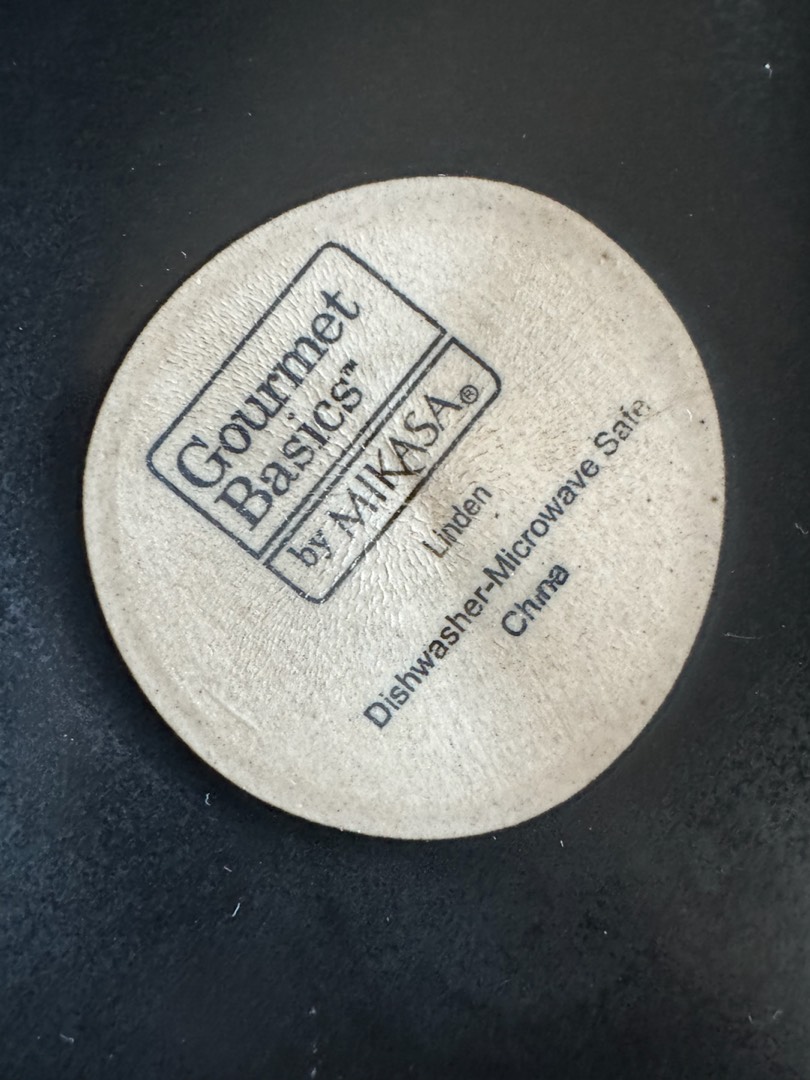 Gourmet
Basics™
by MIKASA®
Linden
Dishwasher-Microwave Safe
China